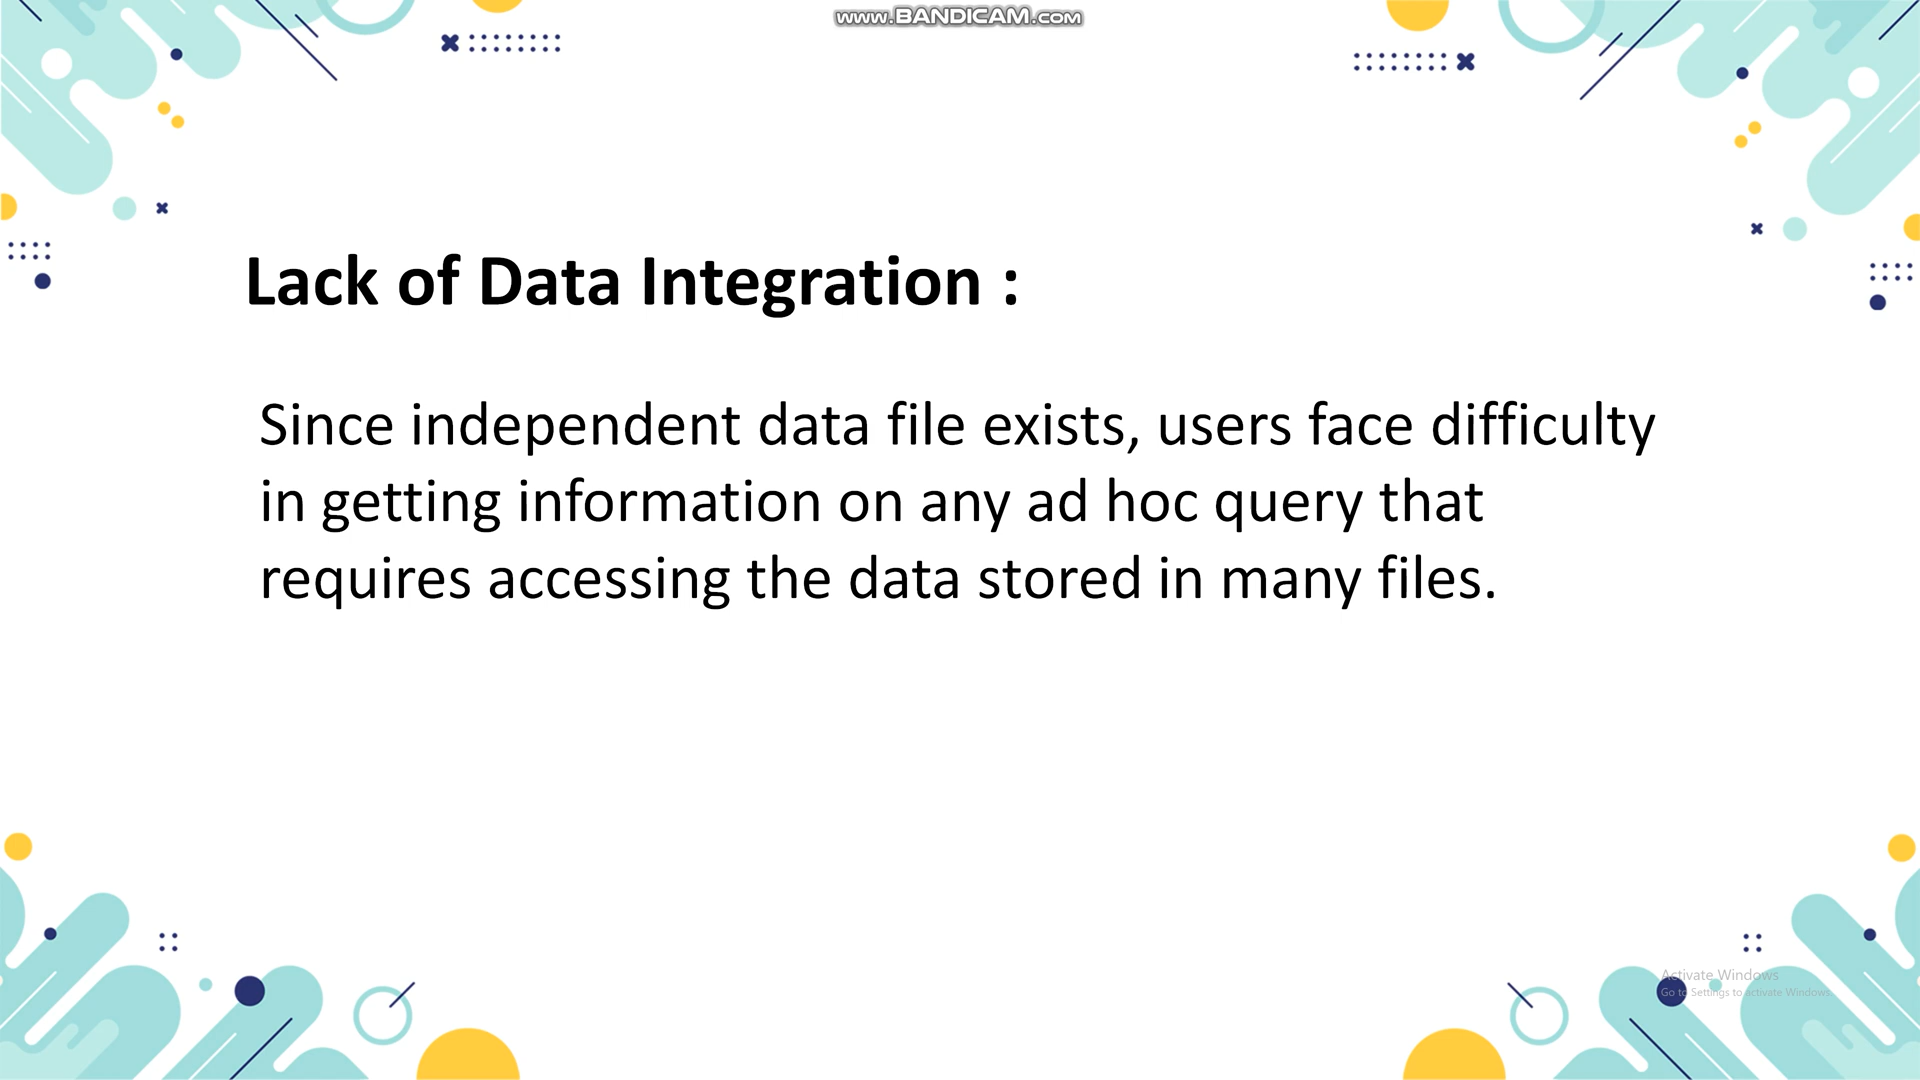 www.BANDICAM.com
Lack of Data Integration :
Since independent data file exists, users face difficulty
in getting information on any ad hoc query that
requires accessing the data stored in many files.
Activate Windows
Go to Settings to activate Windows.